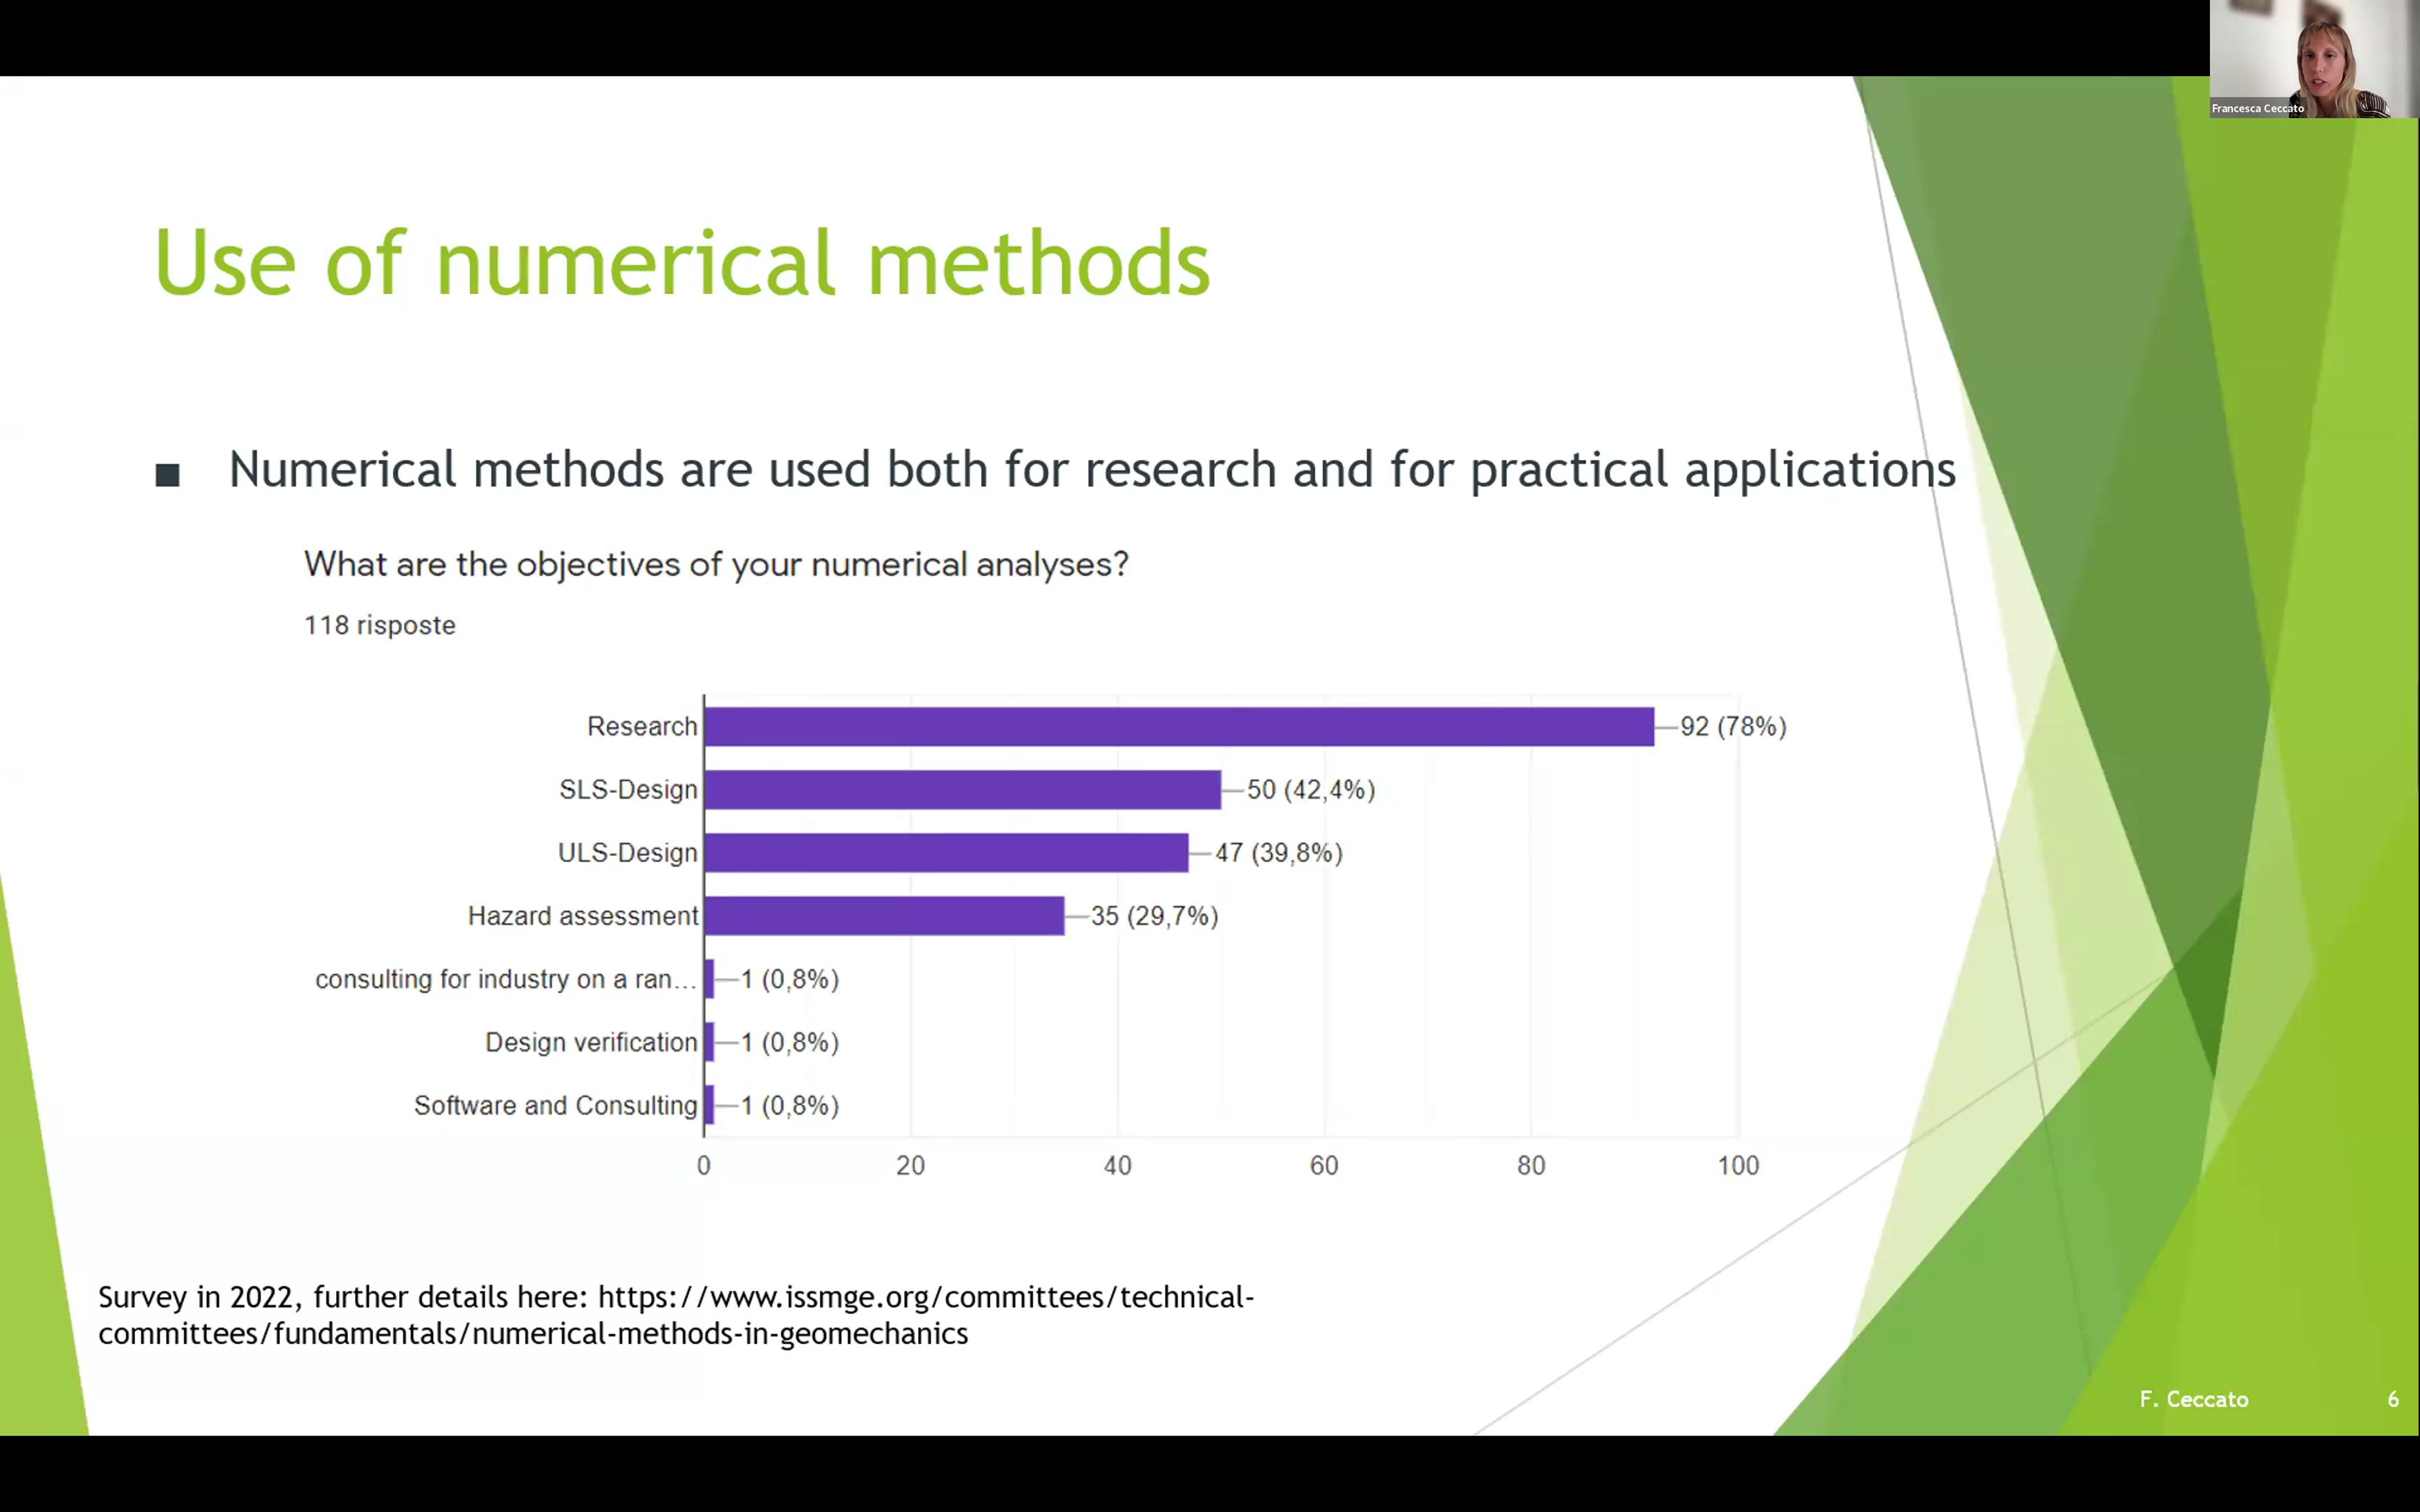 Francesca Ceccato
Use of numerical methods
■ Numerical methods are used both for research and for practical applications
What are the objectives of your numerical analyses?
118 risposte
Research 92 (78%)
SLS-Design 50 (42,4%)
ULS-Design 47 (39,8%)
Hazard assessment 35 (29,7%)
consulting for industry on a ran... 1 (0,8%)
Design verification 1 (0,8%)
Software and Consulting 1 (0,8%)
0 20 40 60 80 100
Survey in 2022, further details here: https://www.issmge.org/committees/technical-
committees/fundamentals/numerical-methods-in-geomechanics
F. Ceccato 6